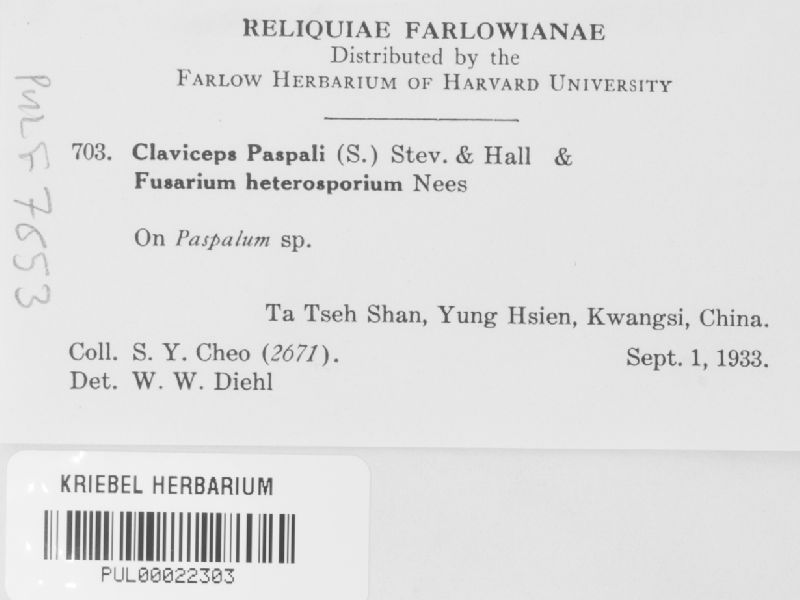 RELIQUIAE FARLOWIANAE
Distributed by the
FARLOW HERBARIUM OF HARVARD UNIVERSITY
703. Claviceps Paspali (S.) Stev. & Hall &
Fusarium heterosporium Nees
On Paspalum sp.
Ta Tseh Shan, Yung Hsien, Kwangsi, China.
Coll. S. Y. Cheo (2671). Sept. 1, 1933.
Det. W. W. Diehl
PUL F 7653
KRIEBEL HERBARIUM
PUL00022303